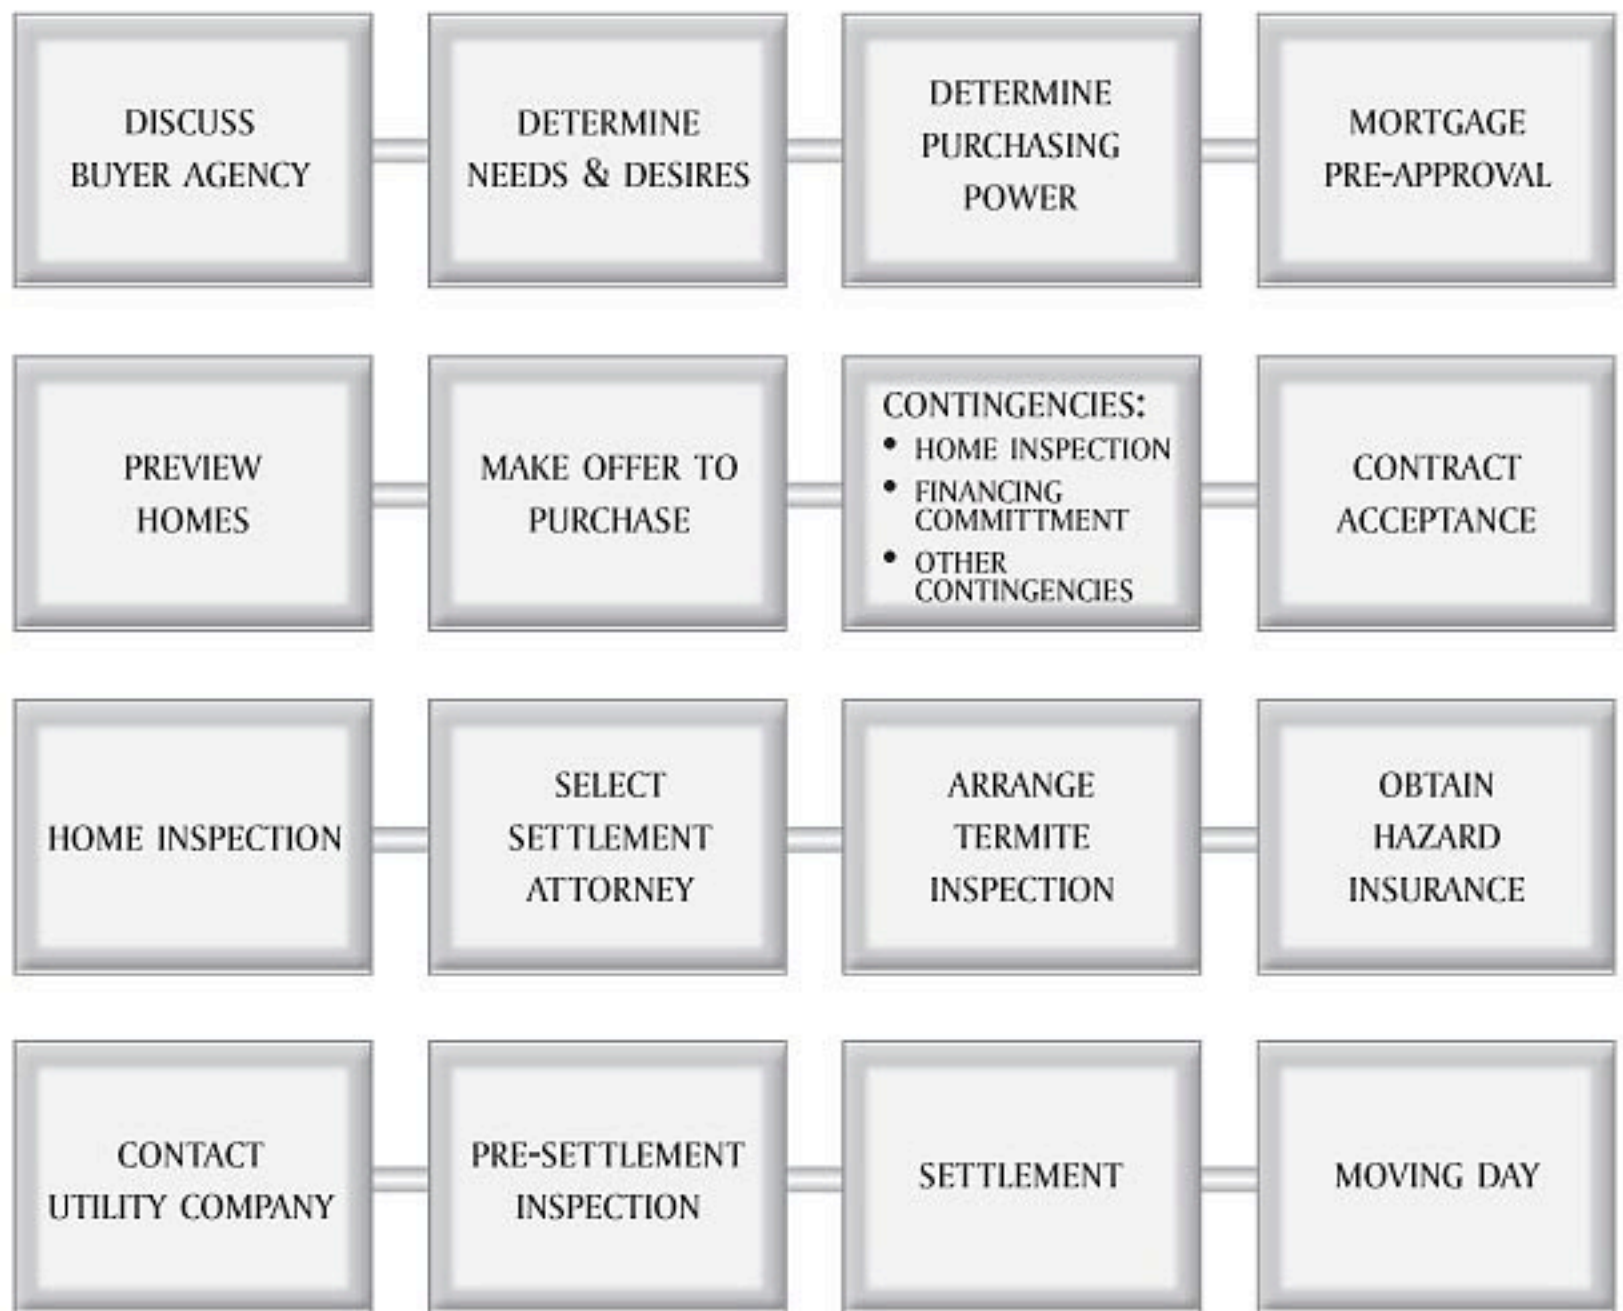 DISCUSS
BUYER AGENCY
DETERMINE
NEEDS & DESIRES
DETERMINE
PURCHASING
POWER
MORTGAGE
PRE-APPROVAL
PREVIEW
HOMES
MAKE OFFER TO
PURCHASE
CONTINGENCIES:
• HOME INSPECTION
• FINANCING
COMMITTMENT
• OTHER
CONTINGENCIES
CONTRACT
ACCEPTANCE
HOME INSPECTION
SELECT
SETTLEMENT
ATTORNEY
ARRANGE
TERMITE
INSPECTION
OBTAIN
HAZARD
INSURANCE
CONTACT
UTILITY COMPANY
PRE-SETTLEMENT
INSPECTION
SETTLEMENT
MOVING DAY